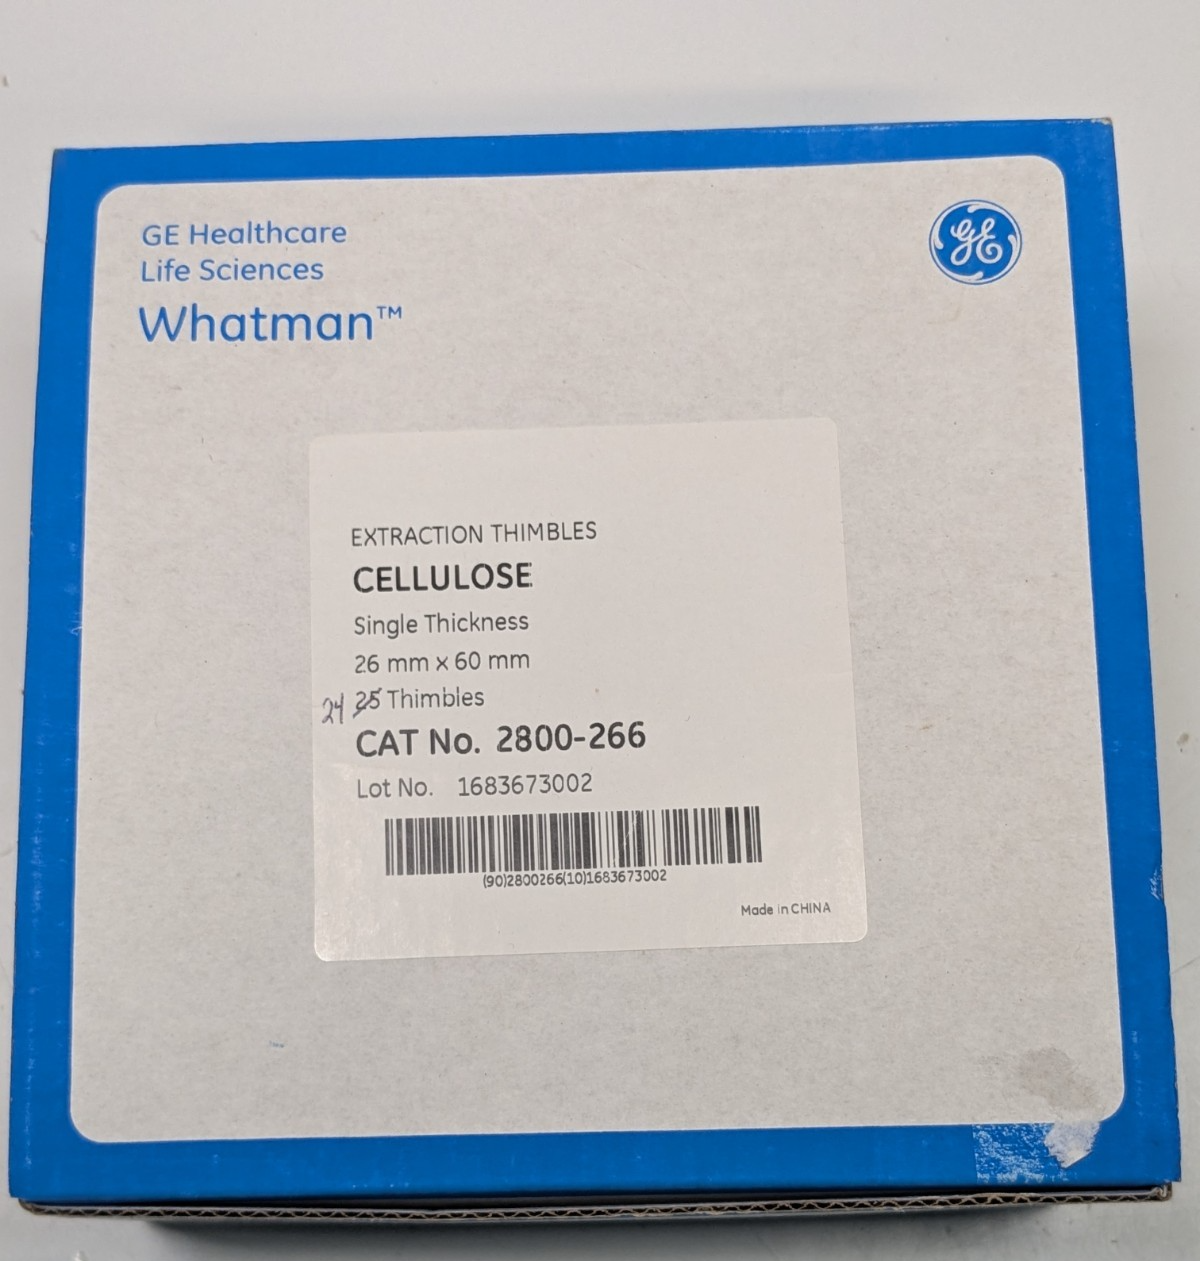 GE Healthcare
Life Sciences
Whatman™
GE
EXTRACTION THIMBLES
CELLULOSE
Single Thickness
26 mm x 60 mm
24 25 Thimbles
CAT No. 2800-266
Lot No. 1683673002
(90)2800266(10)1683673002
Made in CHINA